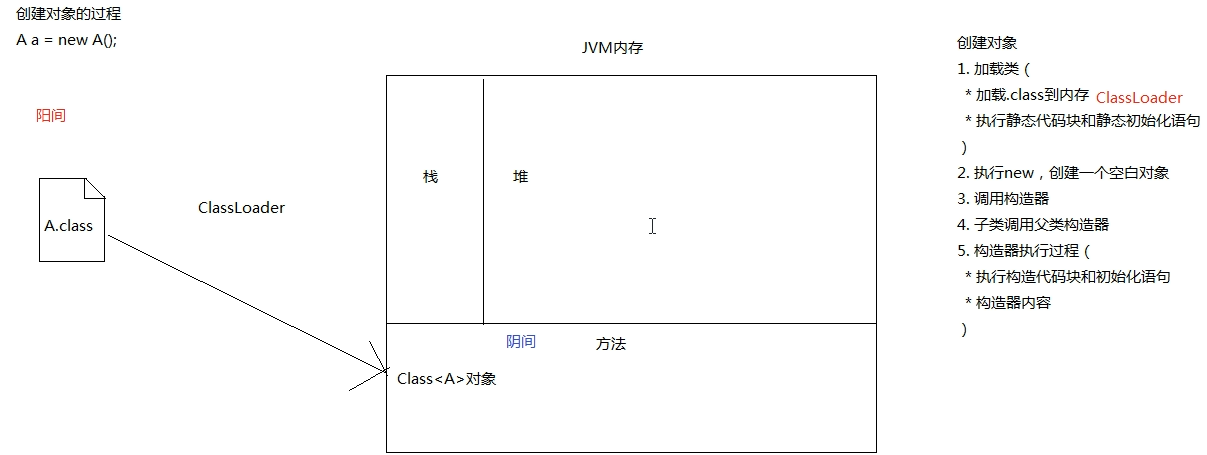 创建对象的过程
A a = new A();
阳间
A.class
ClassLoader
JVM内存
栈
堆
阴间
方法
Class<A>对象
创建对象
1. 加载类（
* 加载.class到内存 ClassLoader
* 执行静态代码块和静态初始化语句
）
2. 执行new，创建一个空白对象
3. 调用构造器
4. 子类调用父类构造器
5. 构造器执行过程（
* 执行构造代码块和初始化语句
* 构造器内容
）